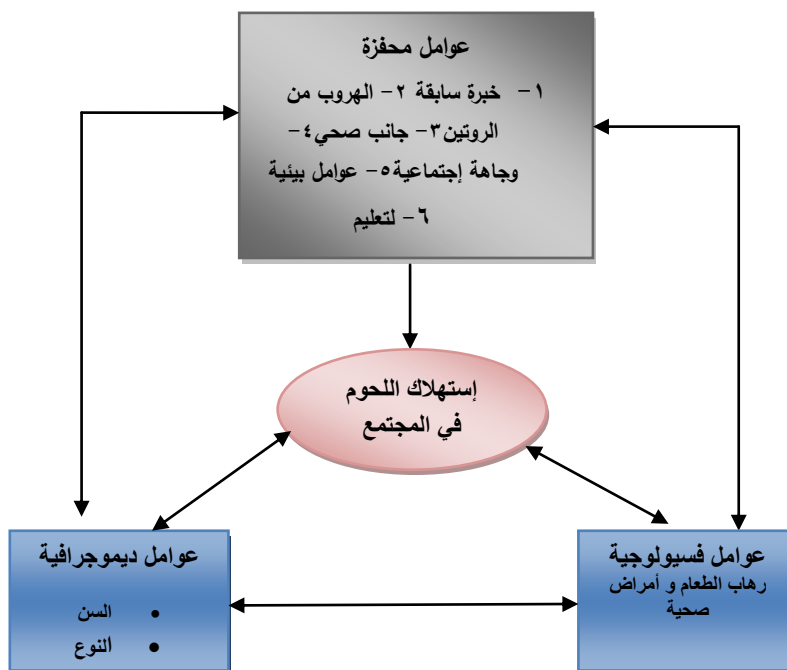 عوامل محفزة
١- خبرة سابقة ٢- الهروب من
الروتين٣- جانب صحي٤-
وجاهة إجتماعية٥- عوامل بيئية
٦- لتعليم
إستهلاك اللحوم
في المجتمع
عوامل فسيولوجية
رهاب الطعام و أمراض
صحية
عوامل ديموجرافية
• السن
• النوع